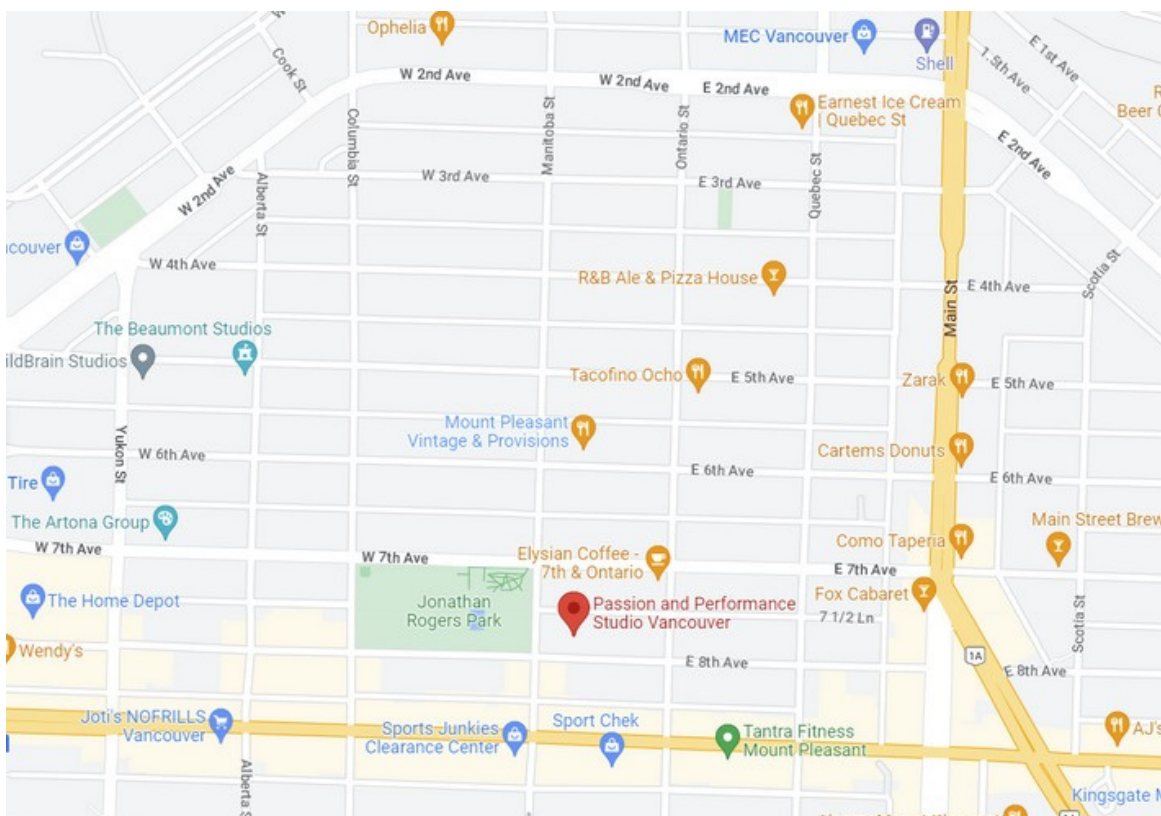 Ophelia
MEC Vancouver
Shell
E 1st Ave
1.5th Ave
Cook St
W 2nd Ave
W 2nd Ave
E 2nd Ave
Earnest Ice Cream
| Quebec St
Beer
Columbia St
Manitoba St
Ontario St
Quebec St
E 2nd Ave
W 2nd Ave
Alberta St
W 3rd Ave
E 3rd Ave
ncouver
W 4th Ave
R&B Ale & Pizza House
E 4th Ave
Scotia St
Main St
The Beaumont Studios
ildBrain Studios
Tacofino Ocho
E 5th Ave
Zarak
E 5th Ave
Mount Pleasant
Vintage & Provisions
Yukon St
W 6th Ave
Cartems Donuts
E 6th Ave
E 6th Ave
Tire
The Artona Group
Main Street Brew
Como Taperia
W 7th Ave
W 7th Ave
Elysian Coffee -
7th & Ontario
E 7th Ave
The Home Depot
Jonathan
Rogers Park
Passion and Performance
Studio Vancouver
Fox Cabaret
7 1/2 Ln
Scotia St
Wendy's
E 8th Ave
1A
E 8th Ave
Joti's NOFRILLS
Vancouver
Sports Junkies
Clearance Center
Sport Chek
Tantra Fitness
Mount Pleasant
AJ's
Alberta S
Kingsgate M